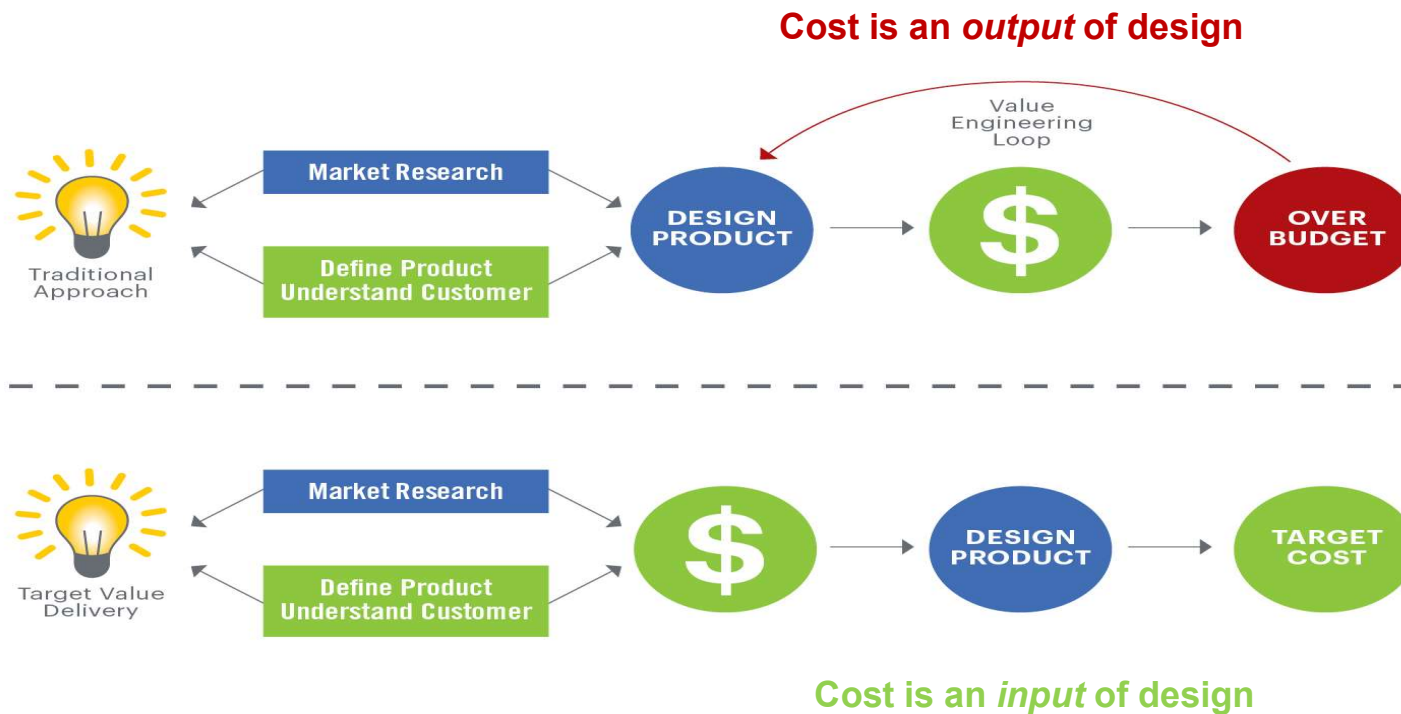 Cost is an output of design
Value
Engineering
Loop
Market Research
Define Product
Understand Customer
Traditional
Approach
DESIGN
PRODUCT
$
OVER
BUDGET
Market Research
Define Product
Understand Customer
Target Value
Delivery
$
DESIGN
PRODUCT
TARGET
COST
Cost is an input of design